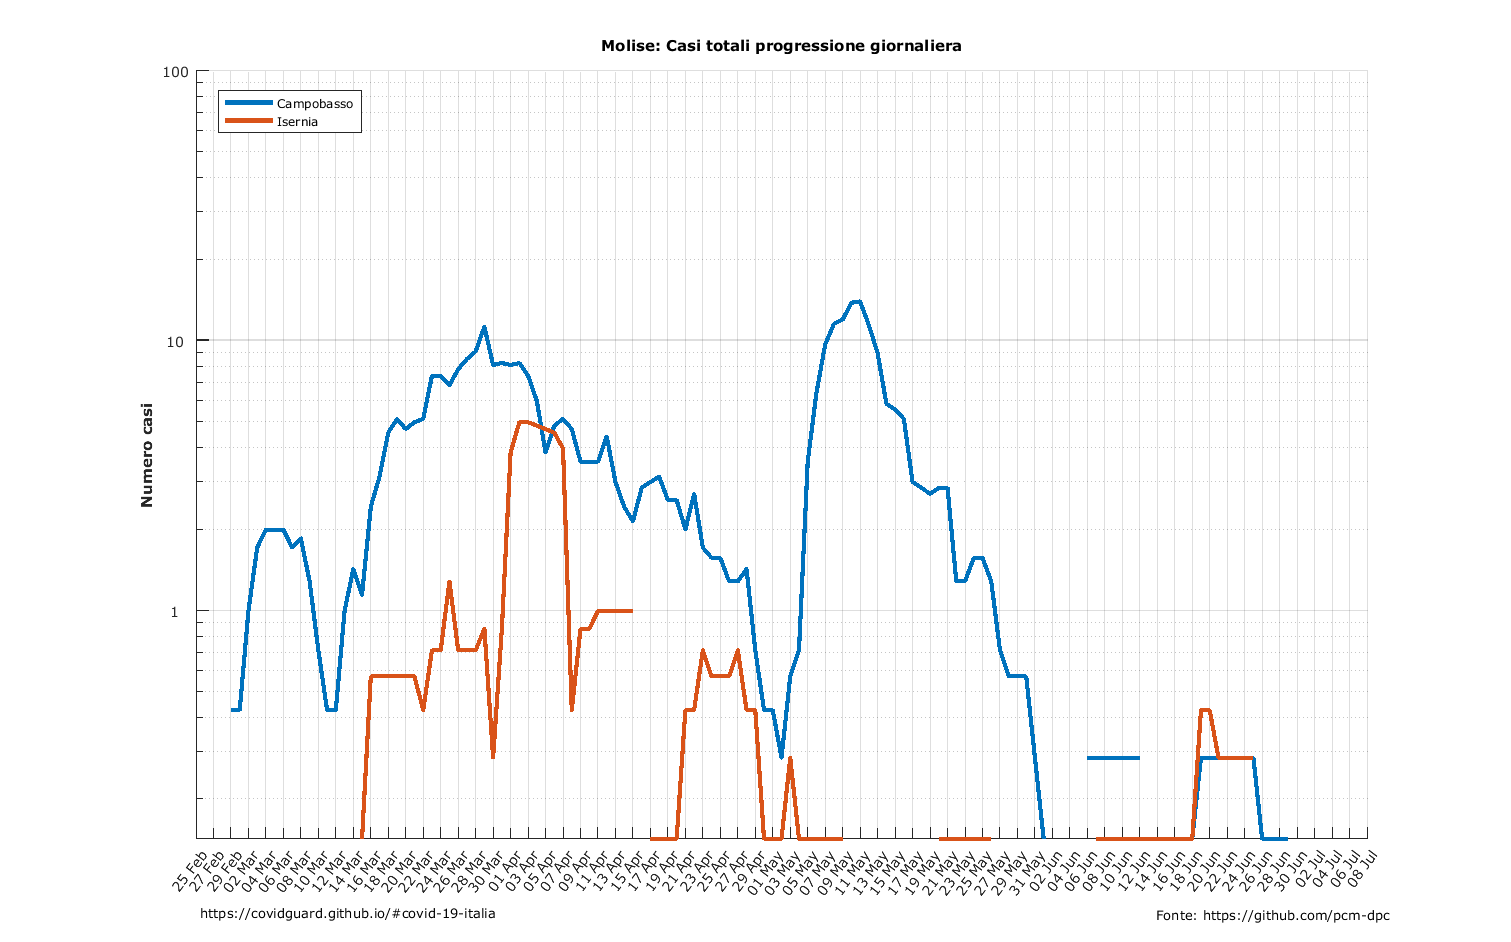 Molise: Casi totali progressione giornaliera
100
10
1
Numero casi
Campobasso
Isernia
25 Feb
27 Feb
29 Feb
02 Mar
04 Mar
06 Mar
08 Mar
10 Mar
12 Mar
14 Mar
16 Mar
18 Mar
20 Mar
22 Mar
24 Mar
26 Mar
28 Mar
30 Mar
01 Apr
03 Apr
05 Apr
07 Apr
09 Apr
11 Apr
13 Apr
15 Apr
17 Apr
19 Apr
21 Apr
23 Apr
25 Apr
27 Apr
29 Apr
01 May
03 May
05 May
07 May
09 May
11 May
13 May
15 May
17 May
19 May
21 May
23 May
25 May
27 May
29 May
31 May
02 Jun
04 Jun
06 Jun
08 Jun
10 Jun
12 Jun
14 Jun
16 Jun
18 Jun
20 Jun
22 Jun
24 Jun
26 Jun
28 Jun
30 Jun
02 Jul
04 Jul
06 Jul
08 Jul
https://covidguard.github.io/#covid-19-italia
Fonte: https://github.com/pcm-dpc